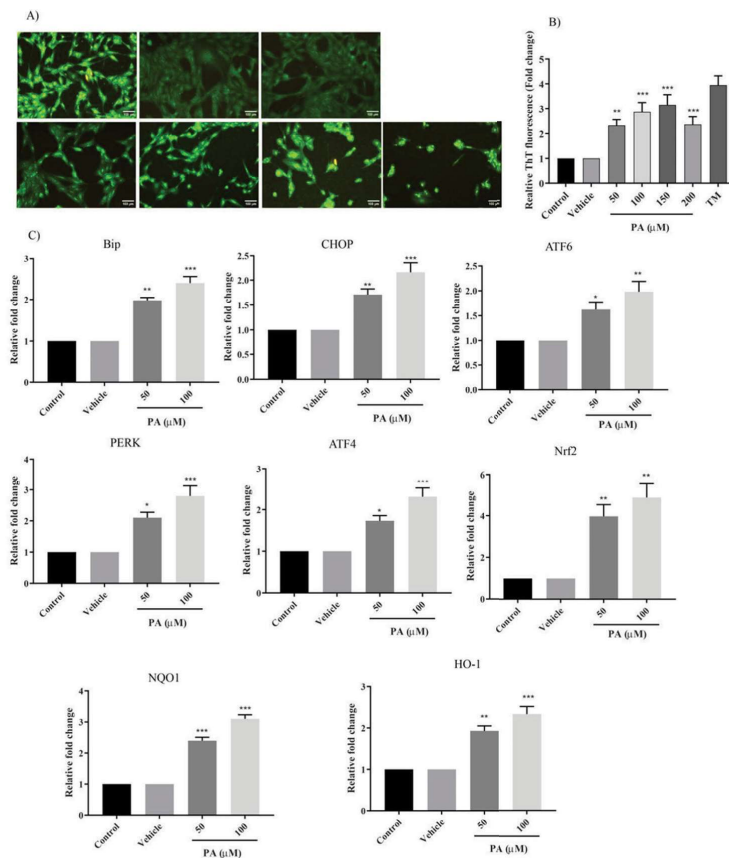 A)
B)
Realtive ThT fluorescence (Fold change)
5
4
3
2
1
0
** *** *** ***
Control Vehicle 50 100 150 200 TM
PA (μM)
C)
Bip
Relative fold change
3
2
1
0
** ***
Control Vehicle 50 100
PA (μM)
CHOP
Relative fold change
2.5
2.0
1.5
1.0
0.5
0.0
** ***
Control Vehicle 50 100
PA (μM)
ATF6
Relative fold change
2.5
2.0
1.5
1.0
0.5
0.0
* **
Control Vehicle 50 100
PA (μM)
PERK
Relative fold change
4
3
2
1
0
* ***
Control Vehicle 50 100
PA (μM)
ATF4
Relative fold change
3
2
1
0
* ***
Control Vehicle 50 100
PA (μM)
Nrf2
Relative fold change
6
4
2
0
** **
Control Vehicle 50 100
PA (μM)
NQO1
Relative fold change
4
3
2
1
0
*** ***
Control Vehicle 50 100
PA (μM)
HO-1
Relative fold change
3
2
1
0
** ***
Control Vehicle 50 100
PA (μM)